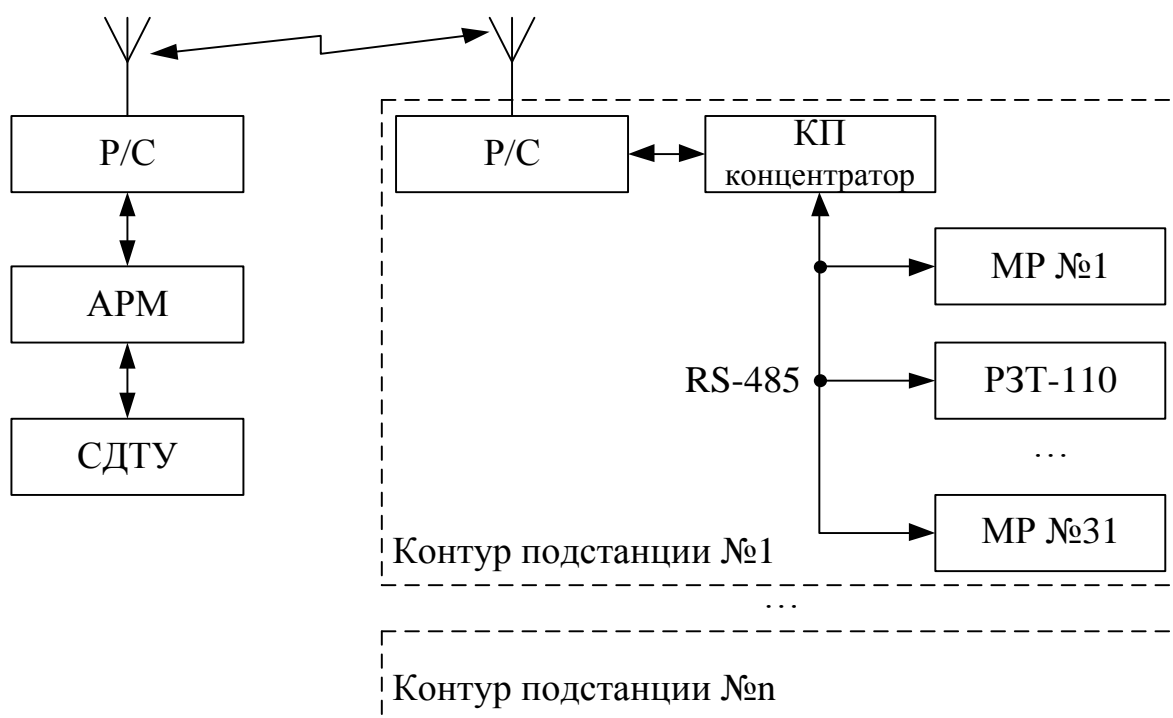 Р/С
Р/С
КП
концентратор
АРМ
МР №1
RS-485
РЗТ-110
...
СДТУ
МР №31
Контур подстанции №1
...
Контур подстанции №n